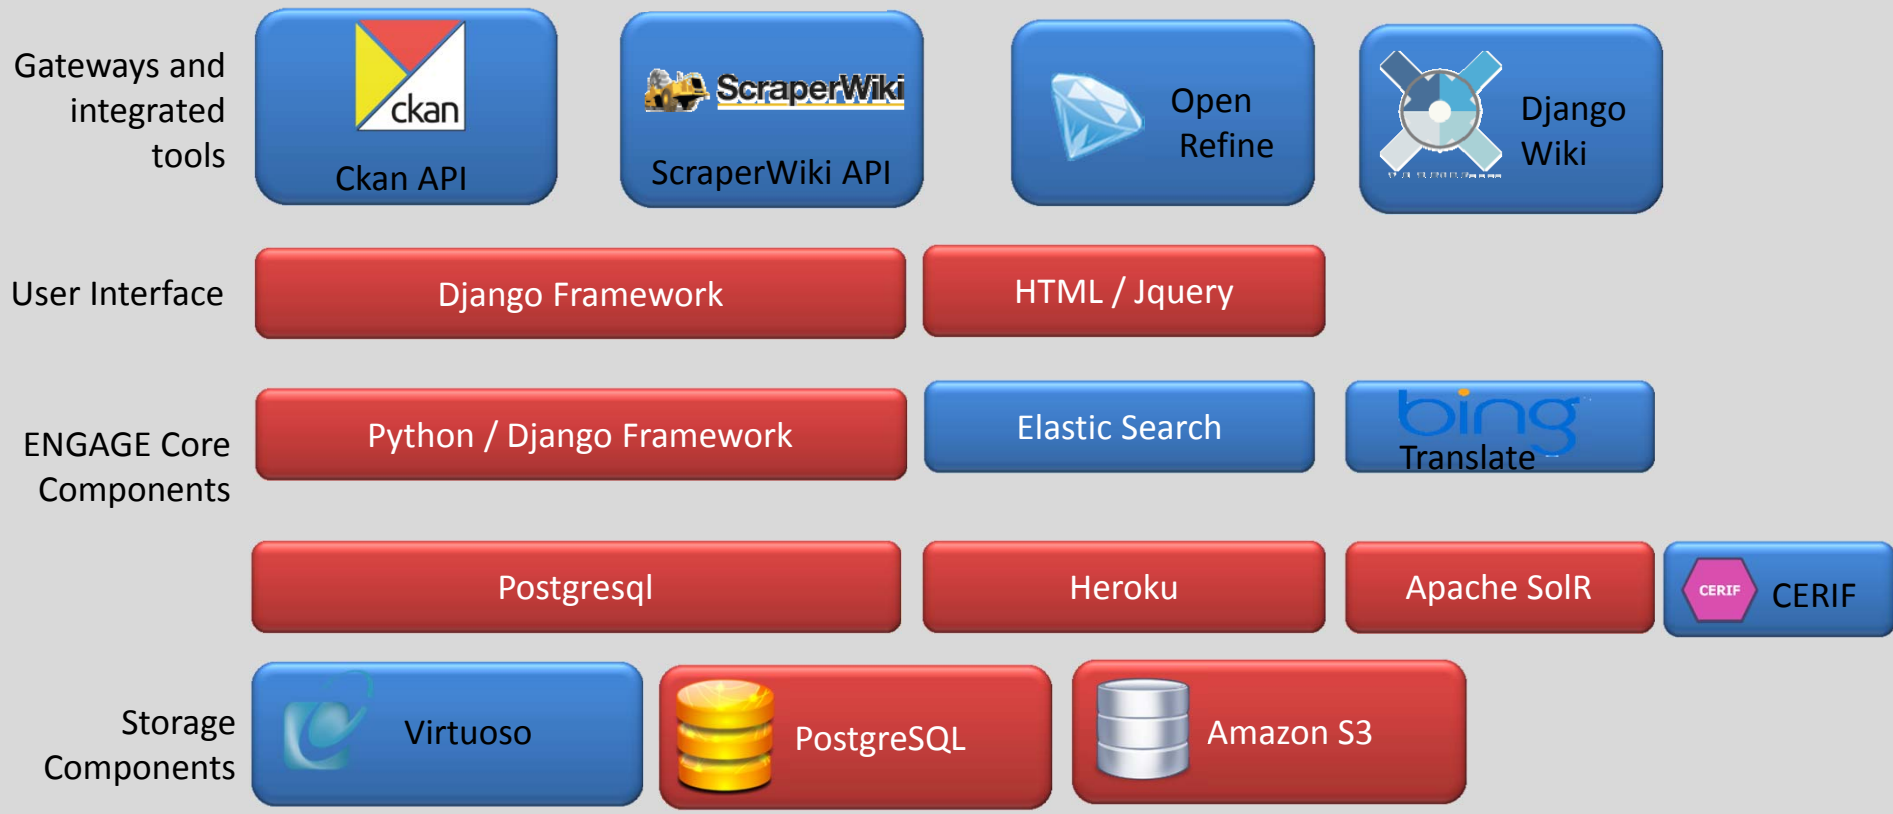 Gateways and
integrated
tools
ckan
Ckan API
ScraperWiki
ScraperWiki API
Open
Refine
Django
Wiki
User Interface
Django Framework
HTML / Jquery
ENGAGE Core
Components
Python / Django Framework
Elastic Search
bing
Translate
Postgresql
Heroku
Apache SolR
CERIF
CERIF
Storage
Components
Virtuoso
PostgreSQL
Amazon S3